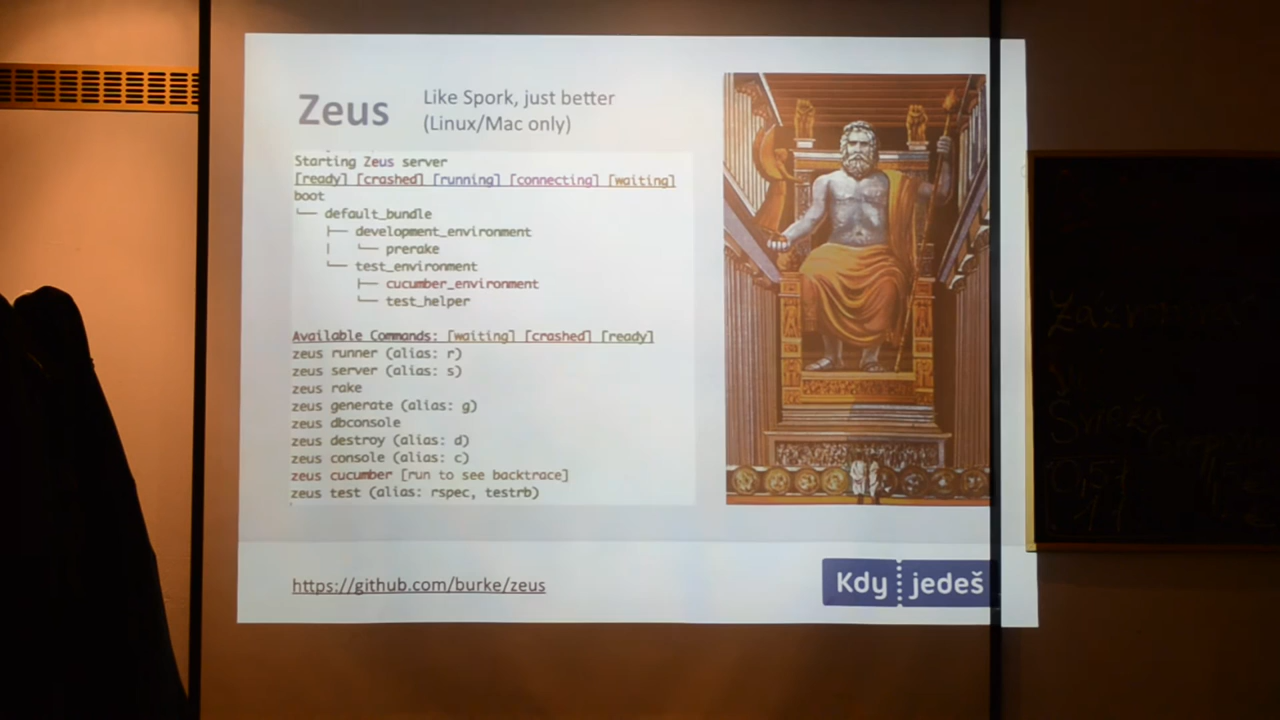 Zeus
Like Spork, just better
(Linux/Mac only)
Starting Zeus server
[ready] [crashed] [running] [connecting] [waiting]
boot
└── default_bundle
├── development_environment
│ └── prerake
└── test_environment
├── cucumber_environment
└── test_helper
Available Commands: [waiting] [crashed] [ready]
zeus runner (alias: r)
zeus server (alias: s)
zeus rake
zeus generate (alias: g)
zeus dbconsole
zeus destroy (alias: d)
zeus console (alias: c)
zeus cucumber [run to see backtrace]
zeus test (alias: rspec, testrb)
https://github.com/burke/zeus
Kdy jedeš